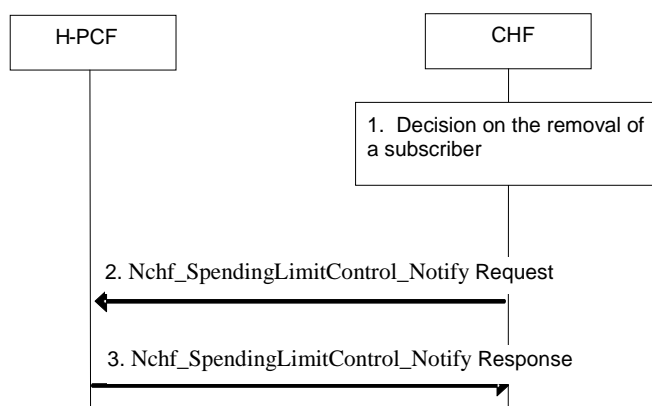 H-PCF
CHF
1. Decision on the removal of
a subscriber
2. Nchf_SpendingLimitControl_Notify Request
3. Nchf_SpendingLimitControl_Notify Response